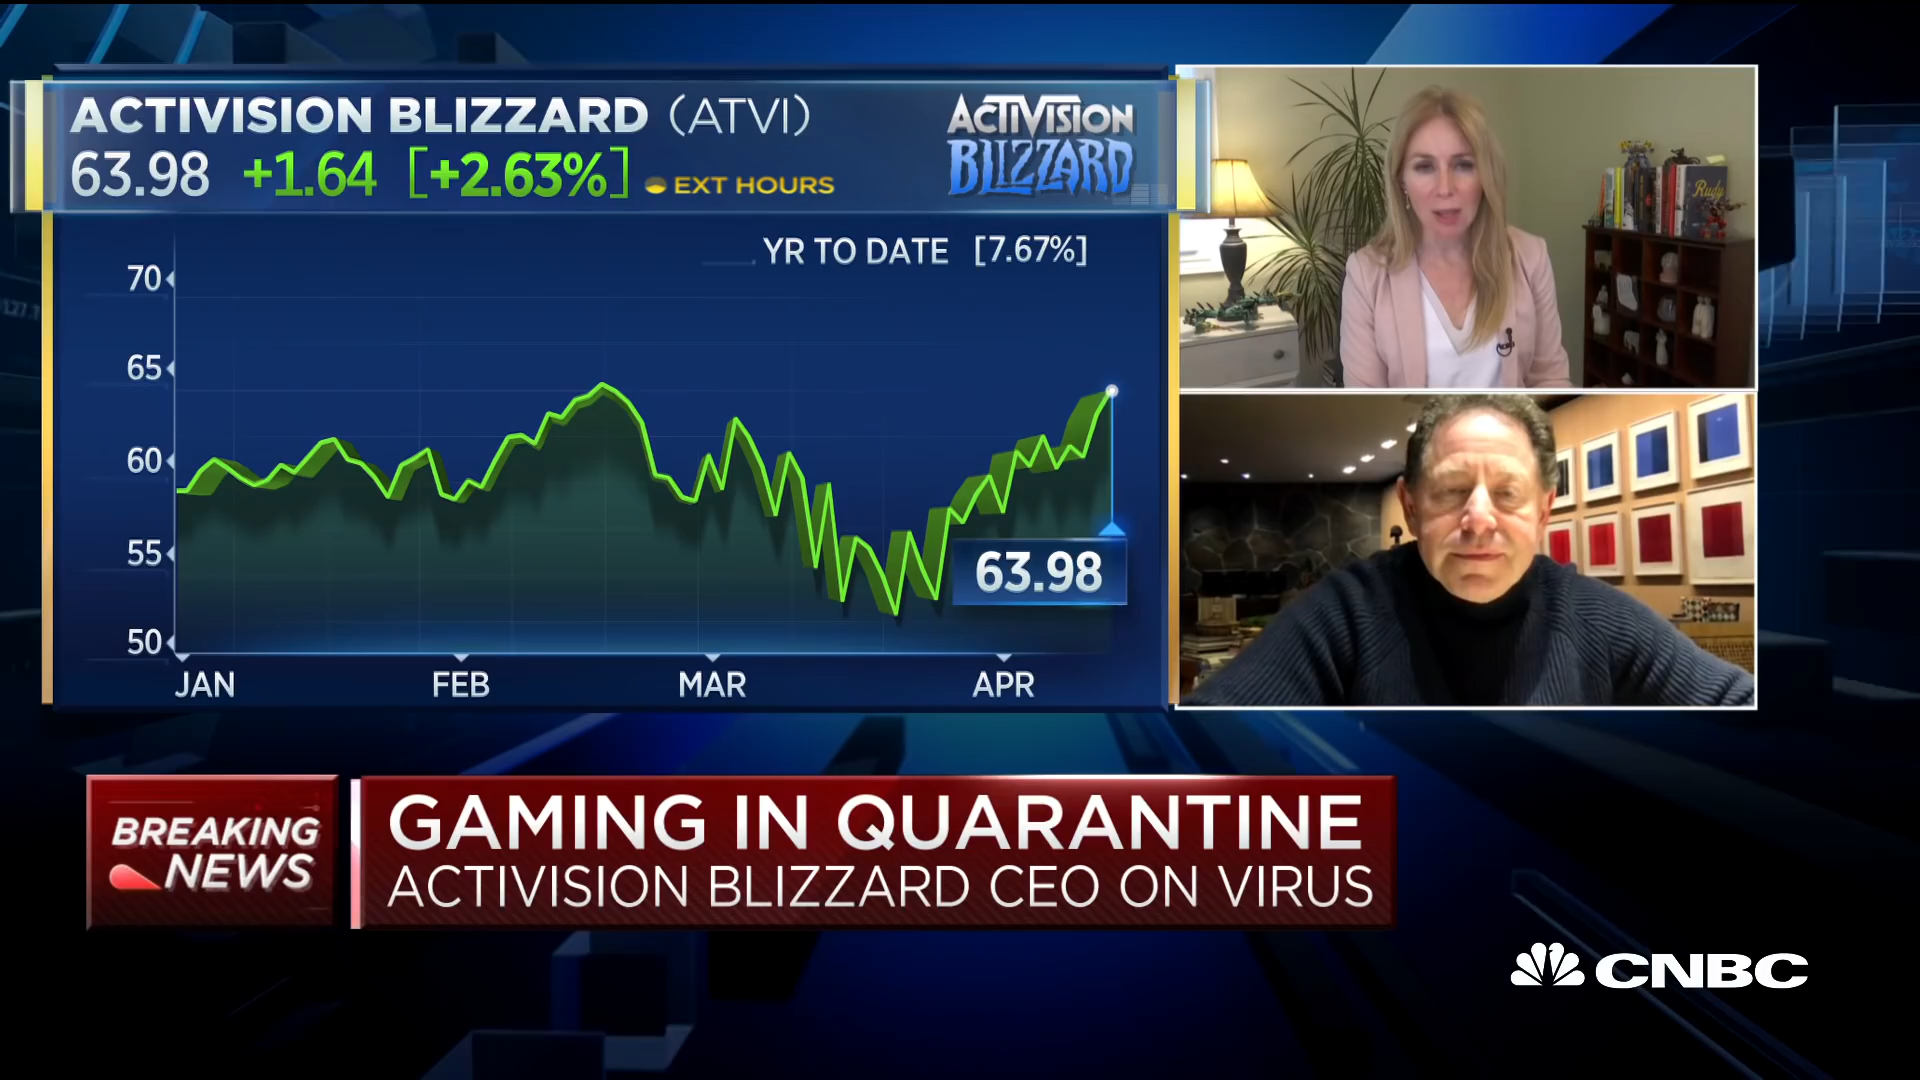 ACTIVISION BLIZZARD (ATVI)
63.98 +1.64 [+2.63%] EXT HOURS
ACTIVISION
BLIZZARD
YR TO DATE [7.67%]
70
65
60
55
50
63.98
JAN FEB MAR APR
Rudy
BREAKING
NEWS
GAMING IN QUARANTINE
ACTIVISION BLIZZARD CEO ON VIRUS
CNBC